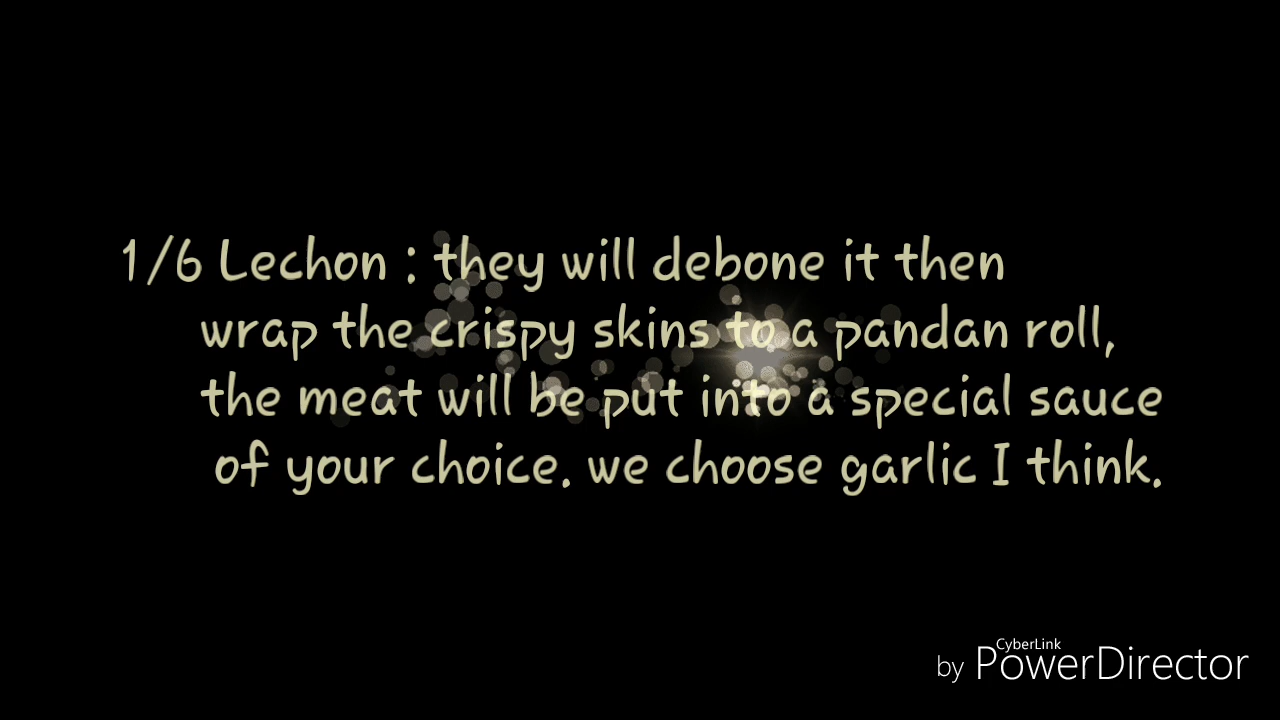 1/6 Lechon : they will debone it then
wrap the crispy skins to a pandan roll,
the meat will be put into a special sauce
of your choice. we choose garlic I think.
CyberLink
by PowerDirector